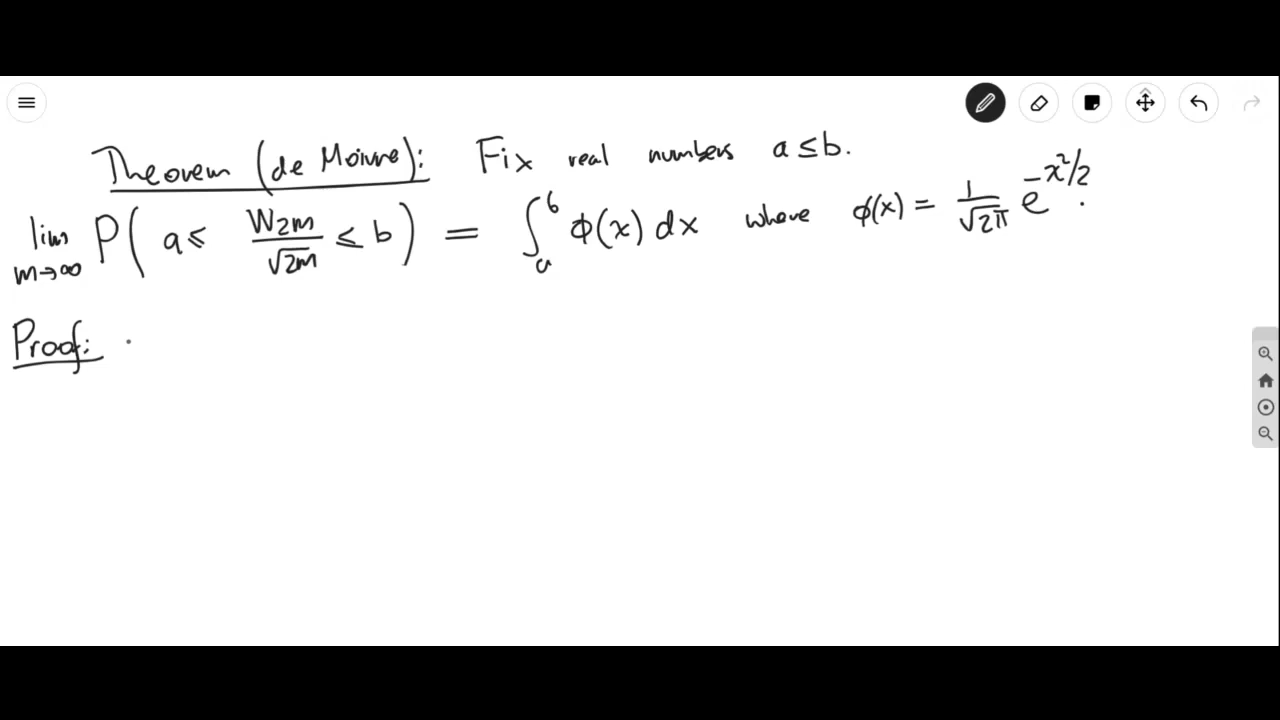 Theorem (de Moivre): Fix real numbers a ≤ b.
lim m→∞ P( a ≤ W₂ₘ/√2m ≤ b ) = ∫ₐᵇ φ(x) dx where φ(x) = 1/√2π e^(-x²/2).
Proof: